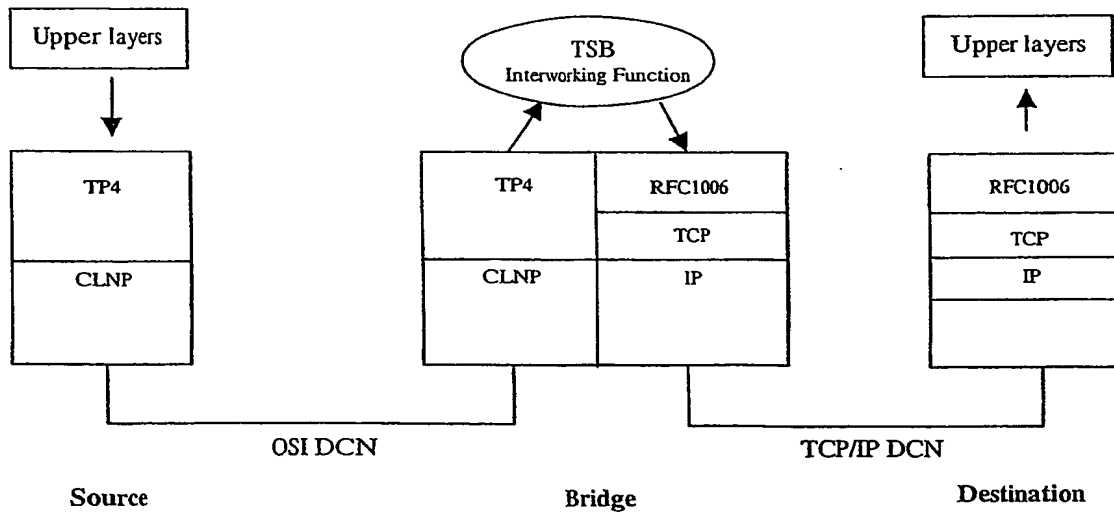 Upper layers
TSB
Interworking Function
Upper layers
TP4
CLNP
TP4
CLNP
RFC1006
TCP
IP
RFC1006
TCP
IP
OSI DCN
TCP/IP DCN
Source
Bridge
Destination